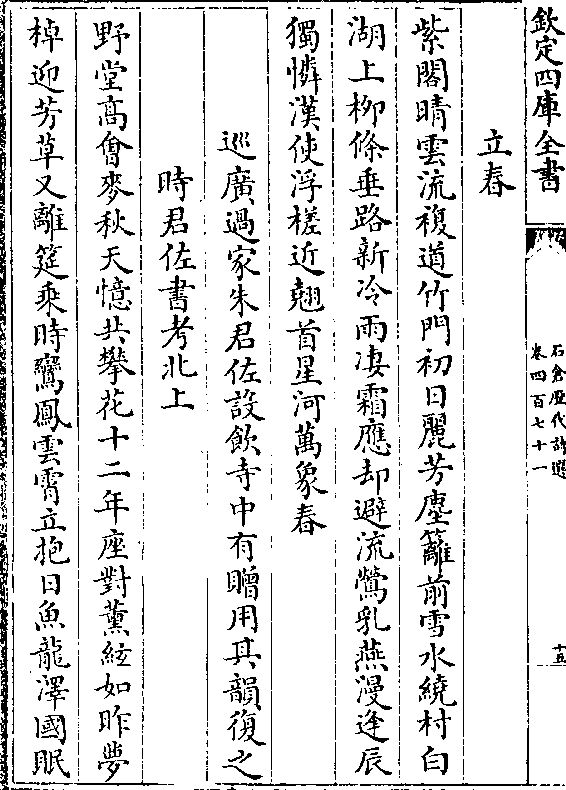 欽定四庫全書
石倉歷代詩選
卷四百七十一
十五
立春
紫閣晴雲流複道竹門初日麗芳塵籬前雪水繞村白
湖上柳條垂路新冷雨凄霜應却避流鶯乳燕漫逢辰
獨憐漢使浮槎近翹首星河萬象春
巡廣過家朱君佐設飲寺中有贈用其韻復之
時君佐書考北上
野堂髙會麥秋天憶共攀花十二年座對薰絃如昨夢
棹迎芳草又離筵乘時鸞鳳雲霄立抱日魚龍澤國眠